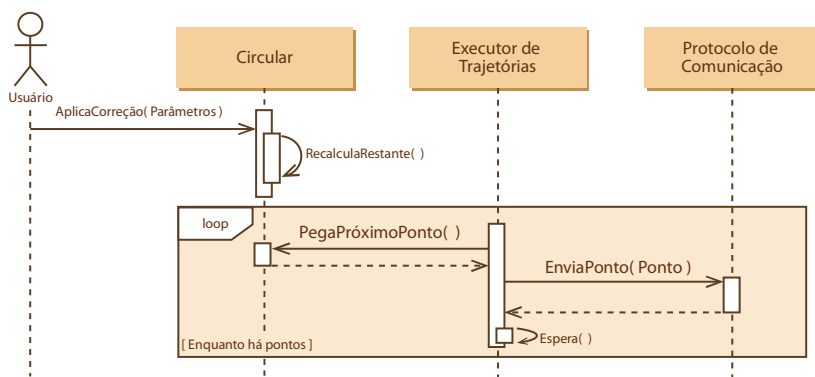 Usuário
Circular
Executor de
Trajetórias
Protocolo de
Comunicação
AplicaCorreção( Parâmetros )
RecalculaRestante( )
loop
PegaPróximoPonto( )
EnviaPonto( Ponto )
Espera( )
[ Enquanto há pontos ]